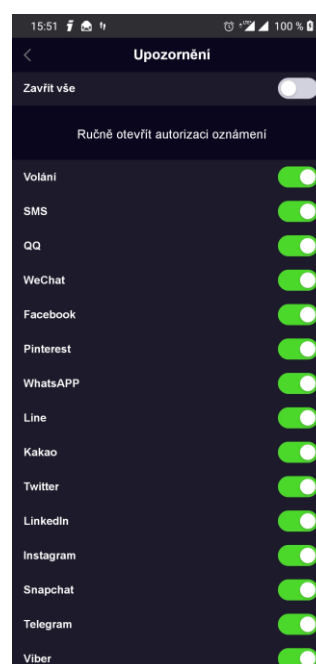 15:51 100 %
Upozornění
Zavřít vše
Ručně otevřít autorizaci oznámení
Volání
SMS
QQ
WeChat
Facebook
Pinterest
WhatsAPP
Line
Kakao
Twitter
LinkedIn
Instagram
Snapchat
Telegram
Viber